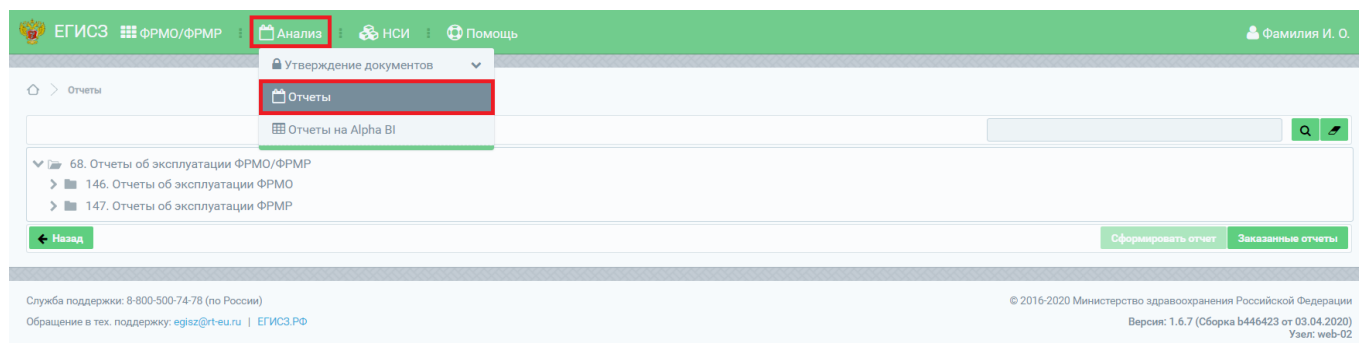 ЕГИСЗ ФРМО/ФРМР Анализ НСИ Помощь Фамилия И. О.
Утверждение документов
Отчеты
Отчеты
Отчеты на Alpha BI
68. Отчеты об эксплуатации ФРМО/ФРМР
146. Отчеты об эксплуатации ФРМО
147. Отчеты об эксплуатации ФРМР
Назад Сформировать отчет Заказанные отчеты
Служба поддержки: 8-800-500-74-78 (по России) © 2016-2020 Министерство здравоохранения Российской Федерации
Обращение в тех. поддержку: egisz@rt-eu.ru | ЕГИСЗ.РФ Версия: 1.6.7 (Сборка b446423 от 03.04.2020)
Узел: web-02